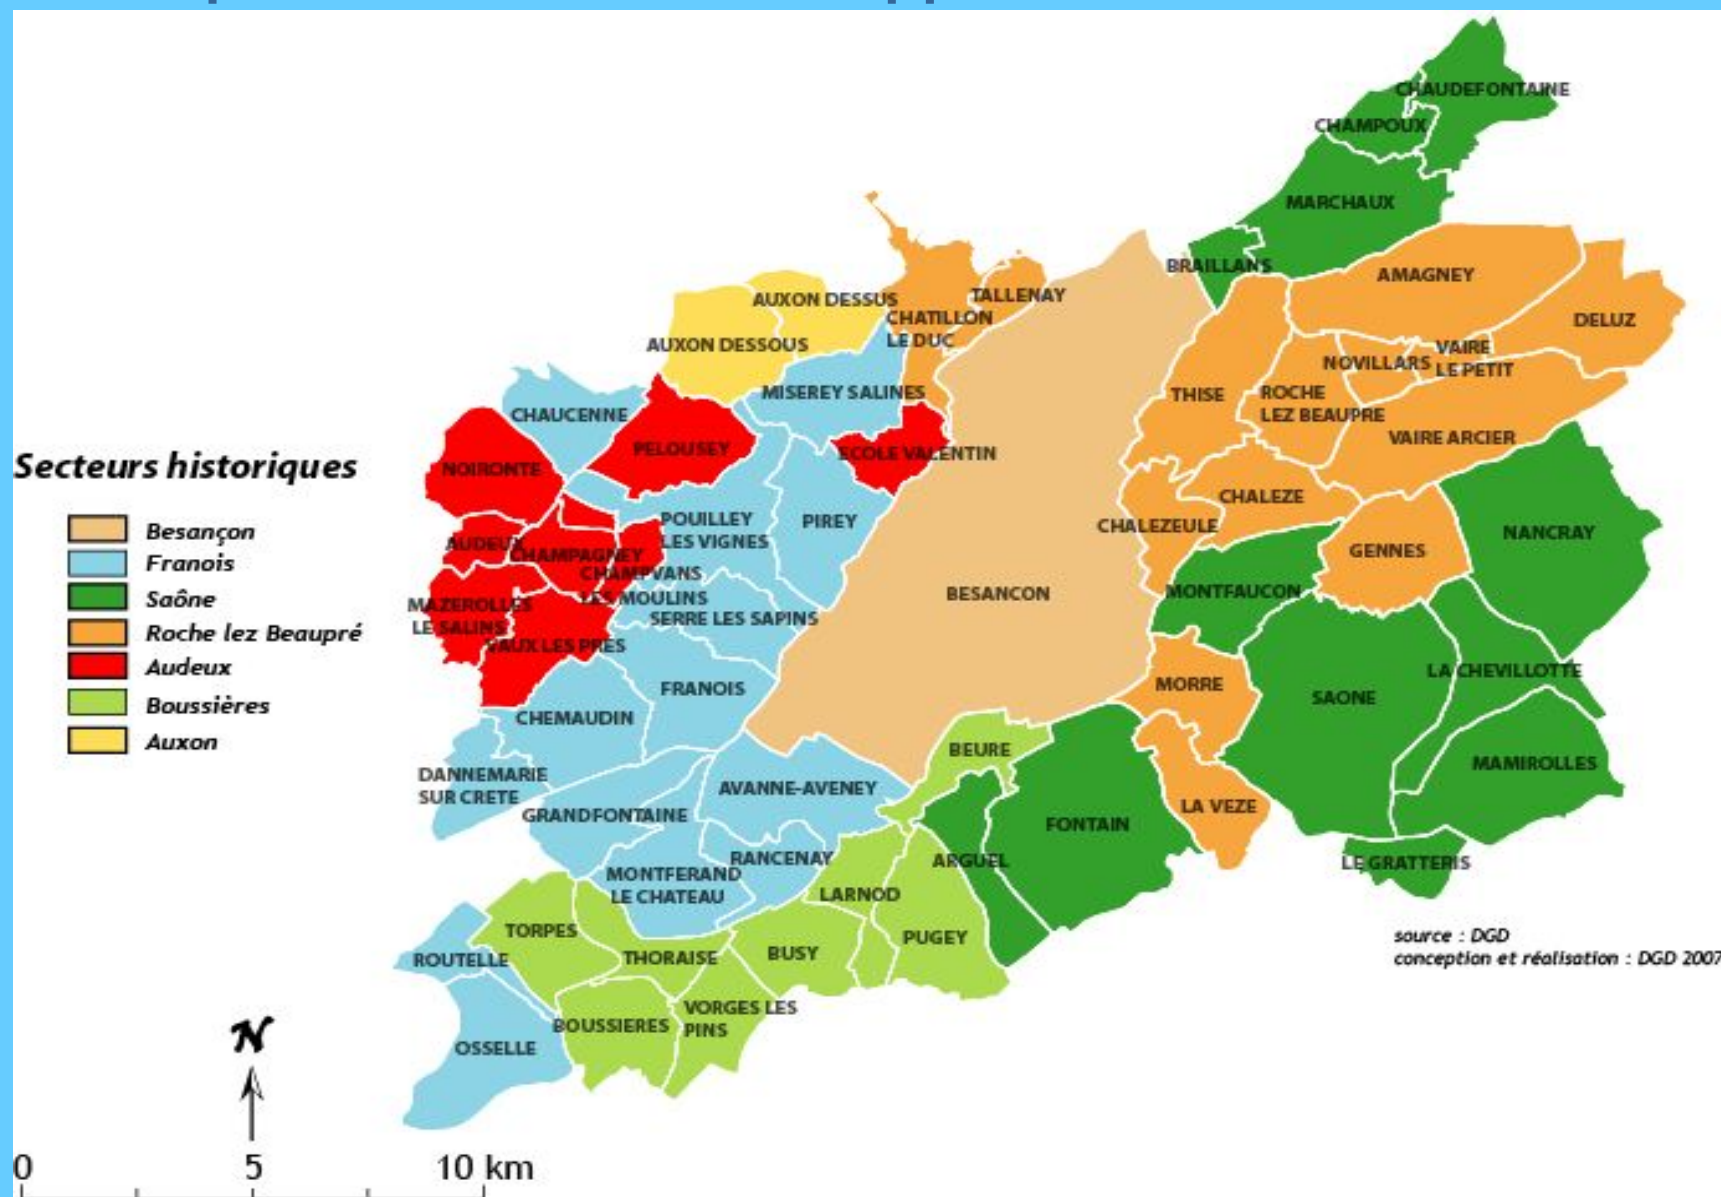 CHAUDEFONTAINE
CHAMPOUX
MARCHAUX
BRAILLANS
AMAGNEY
TALLENAY
AUXON DESSUS
CHATILLON
LE DUC
DELUZ
AUXON DESSOUS
VAIRE
LE PETIT
NOVILLARS
MISEREY SALINES
THISE
ROCHE
LEZ BEAUPRE
CHAUCENNE
VAIRE ARCIER
PELOUSEY
ECOLE VALENTIN
NOIRONTE
Secteurs historiques
Besançon
Franois
Saône
Roche lez Beaupré
Audeux
Boussières
Auxon
CHALEZE
POUILLEY
LES VIGNES
PIREY
CHALEZEULE
NANCRAY
AUDEUX
CHAMPAGNEY
GENNES
CHAMPVANS
LES MOULINS
MONTFAUCON
BESANCON
MAZEROLLES
LE SALINS
SERRE LES SAPINS
VAUX LES PRES
LA CHEVILLOTTE
FRANOIS
MORRE
SAONE
CHEMAUDIN
BEURE
MAMIROLLES
DANNEMARIE
SUR CRETE
AVANNE-AVENEY
LA VEZE
GRANDFONTAINE
FONTAIN
RANCENAY
ARGUEL
LE GRATTERIS
MONTFERAND
LE CHATEAU
LARNOD
TORPES
PUGEY
source : DGD
conception et réalisation : DGD 2007
ROUTELLE
THORAISE
BUSY
VORGES LES
PINS
BOUSSIERES
OSSELLE
N
0 5 10 km